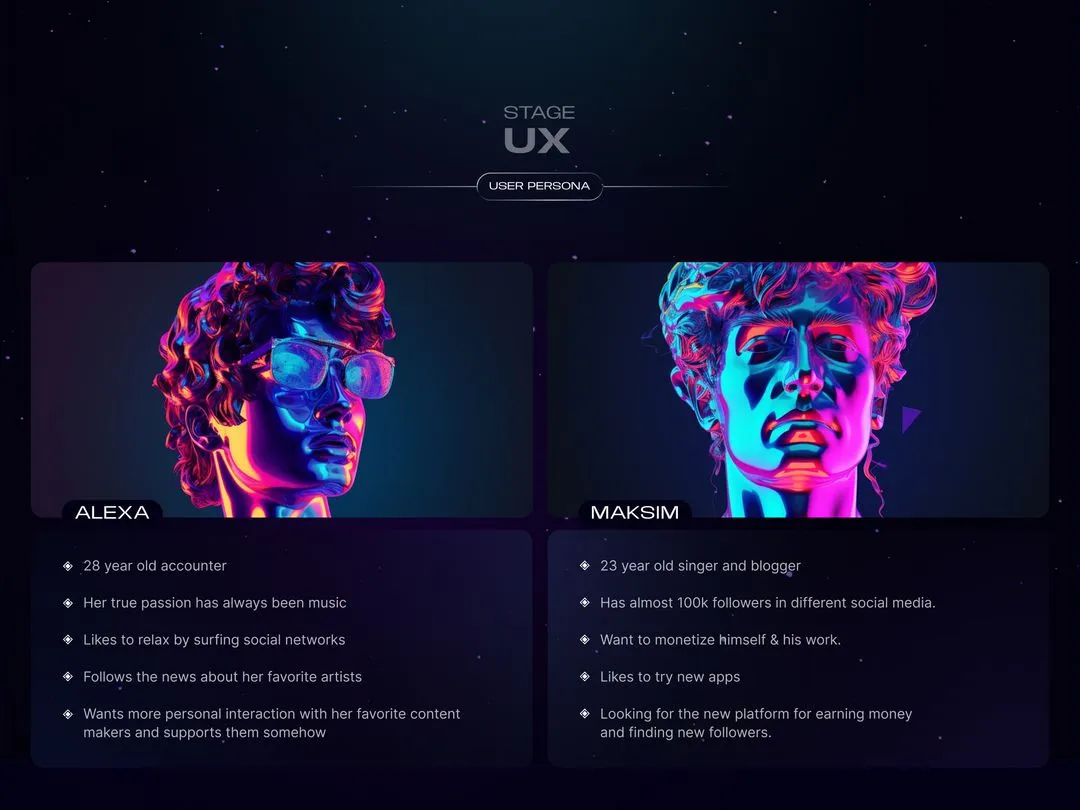 STAGE
UX
USER PERSONA
ALEXA
28 year old accounter
Her true passion has always been music
Likes to relax by surfing social networks
Follows the news about her favorite artists
Wants more personal interaction with her favorite content
makers and supports them somehow
MAKSIM
23 year old singer and blogger
Has almost 100k followers in different social media.
Want to monetize himself & his work.
Likes to try new apps
Looking for the new platform for earning money
and finding new followers.